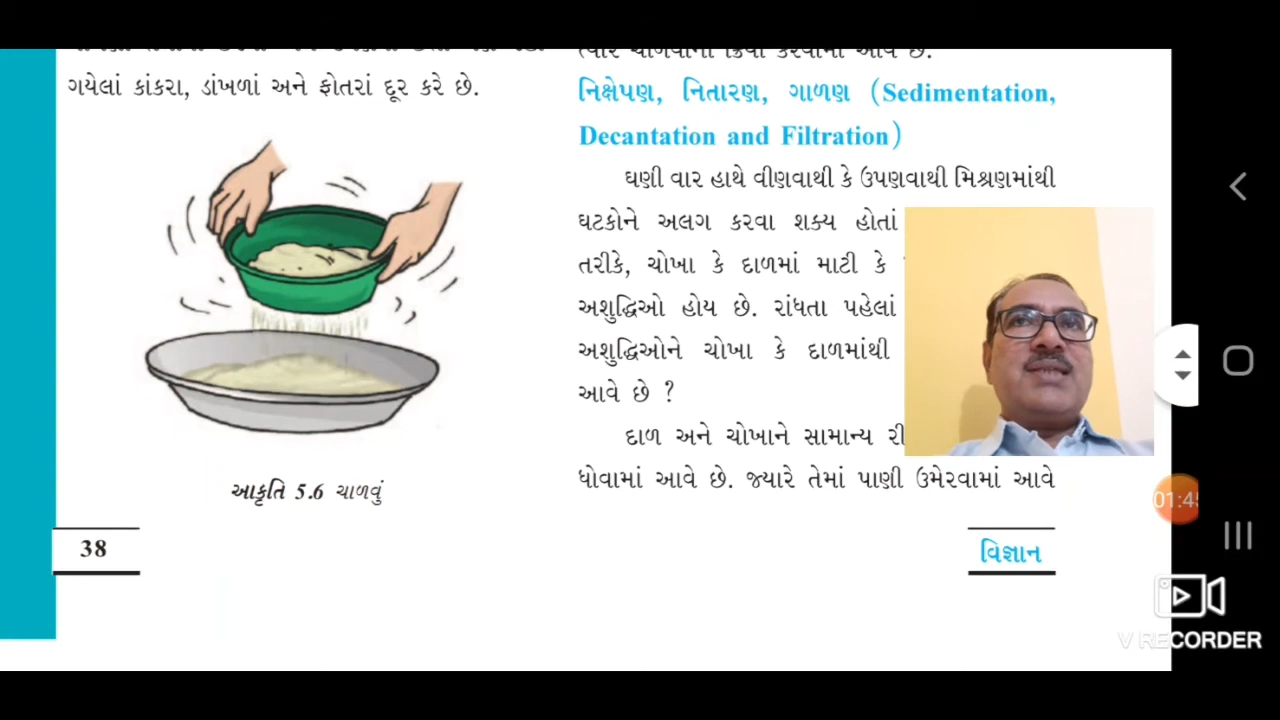 ગયેલાં કાંકરા, ડાંખળાં અને ફોતરાં દૂર કરે છે.
આકૃતિ 5.6 ચાળવું
38
નિક્ષેપણ, નિતારણ, ગાળણ (Sedimentation,
Decantation and Filtration)
ઘણી વાર હાથે વીણવાથી કે ઉપણવાથી મિશ્રણમાંથી
ઘટકોને અલગ કરવા શક્ય હોતાં
તરીકે, ચોખા કે દાળમાં માટી કે
અશુદ્ધિઓ હોય છે. રાંધતા પહેલાં
અશુદ્ધિઓને ચોખા કે દાળમાંથી
આવે છે ?
દાળ અને ચોખાને સામાન્ય
ધોવામાં આવે છે. જ્યારે તેમાં પાણી ઉમેરવામાં આવે
વિજ્ઞાન
01:45
V RECORDER